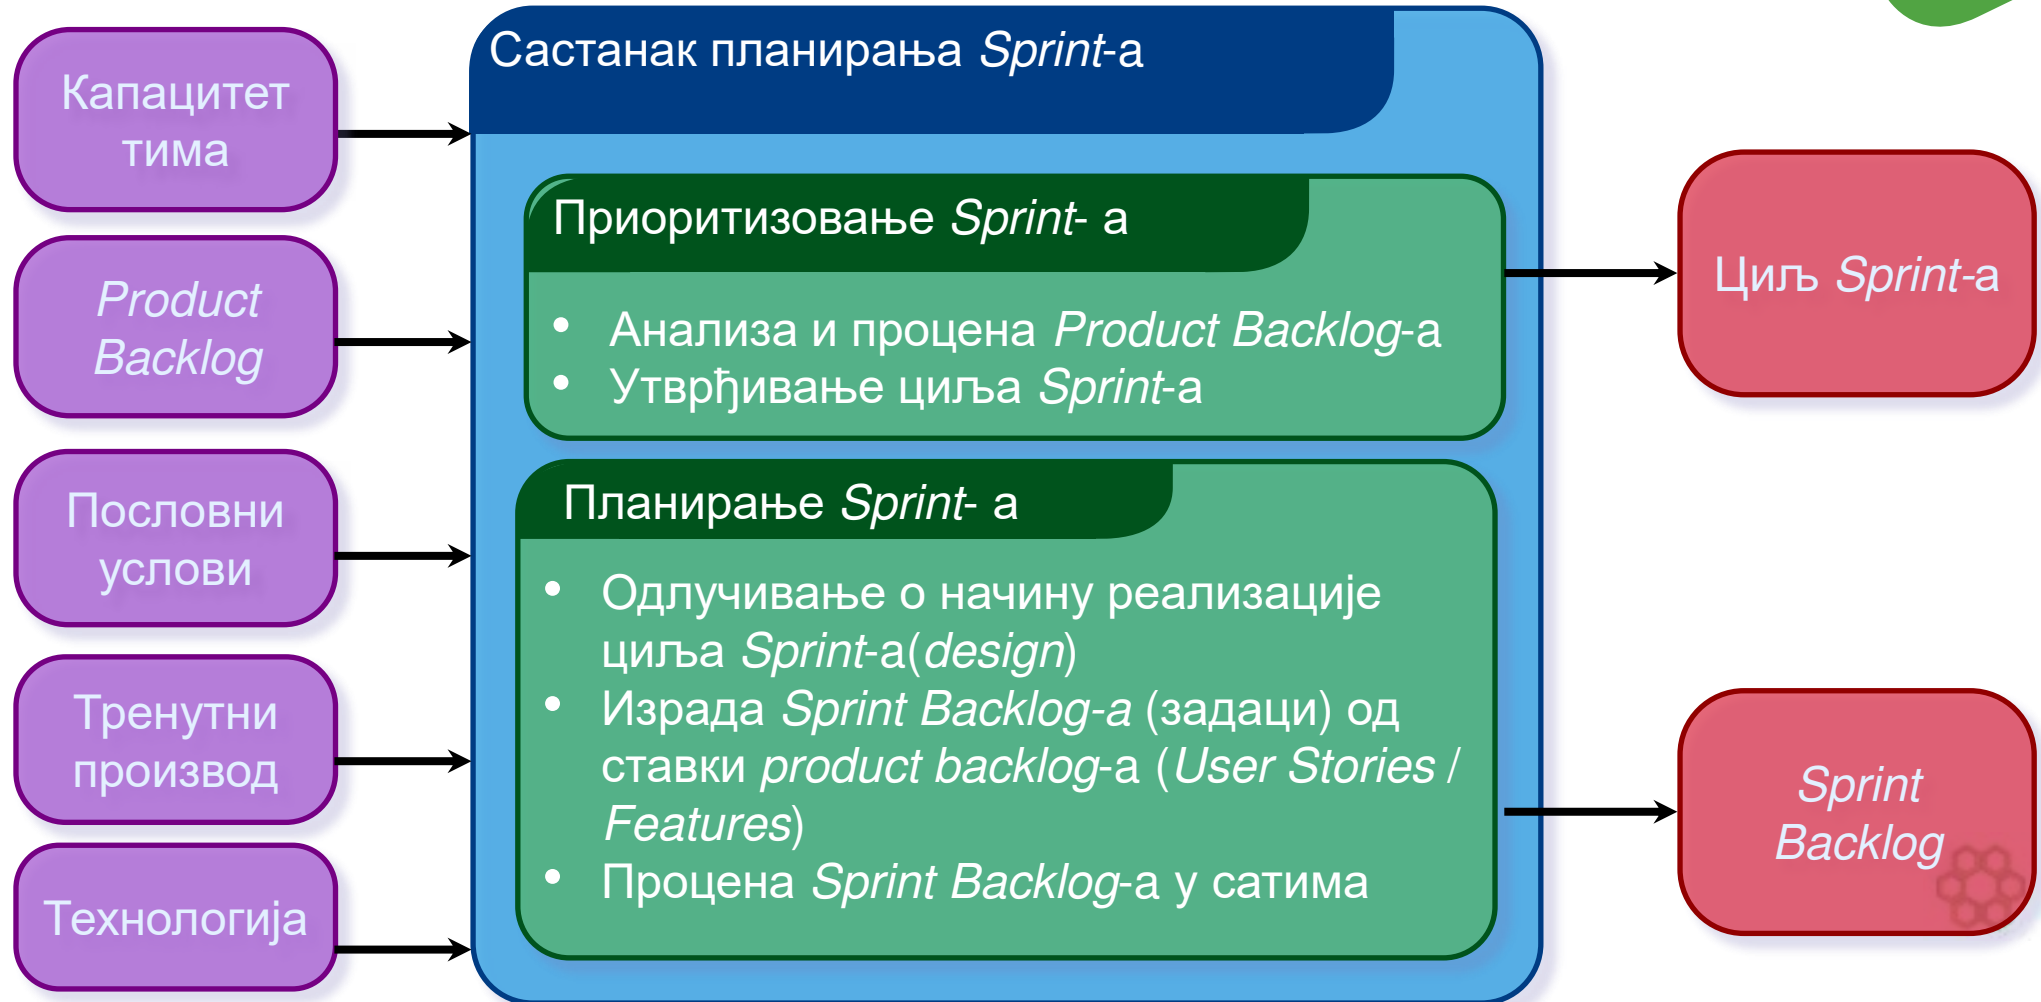 Капацитет
тима
Product
Backlog
Пословни
услови
Тренутни
производ
Технологија
Састанак планирања Sprint-а
Приоритизовање Sprint- а
• Анализа и процена Product Backlog-а
• Утврђивање циља Sprint-а
Планирање Sprint- а
• Одлучивање о начину реализације
циља Sprint-а(design)
• Израда Sprint Backlog-а (задаци) од
ставки product backlog-а (User Stories /
Features)
• Процена Sprint Backlog-а у сатима
Циљ Sprint-а
Sprint
Backlog